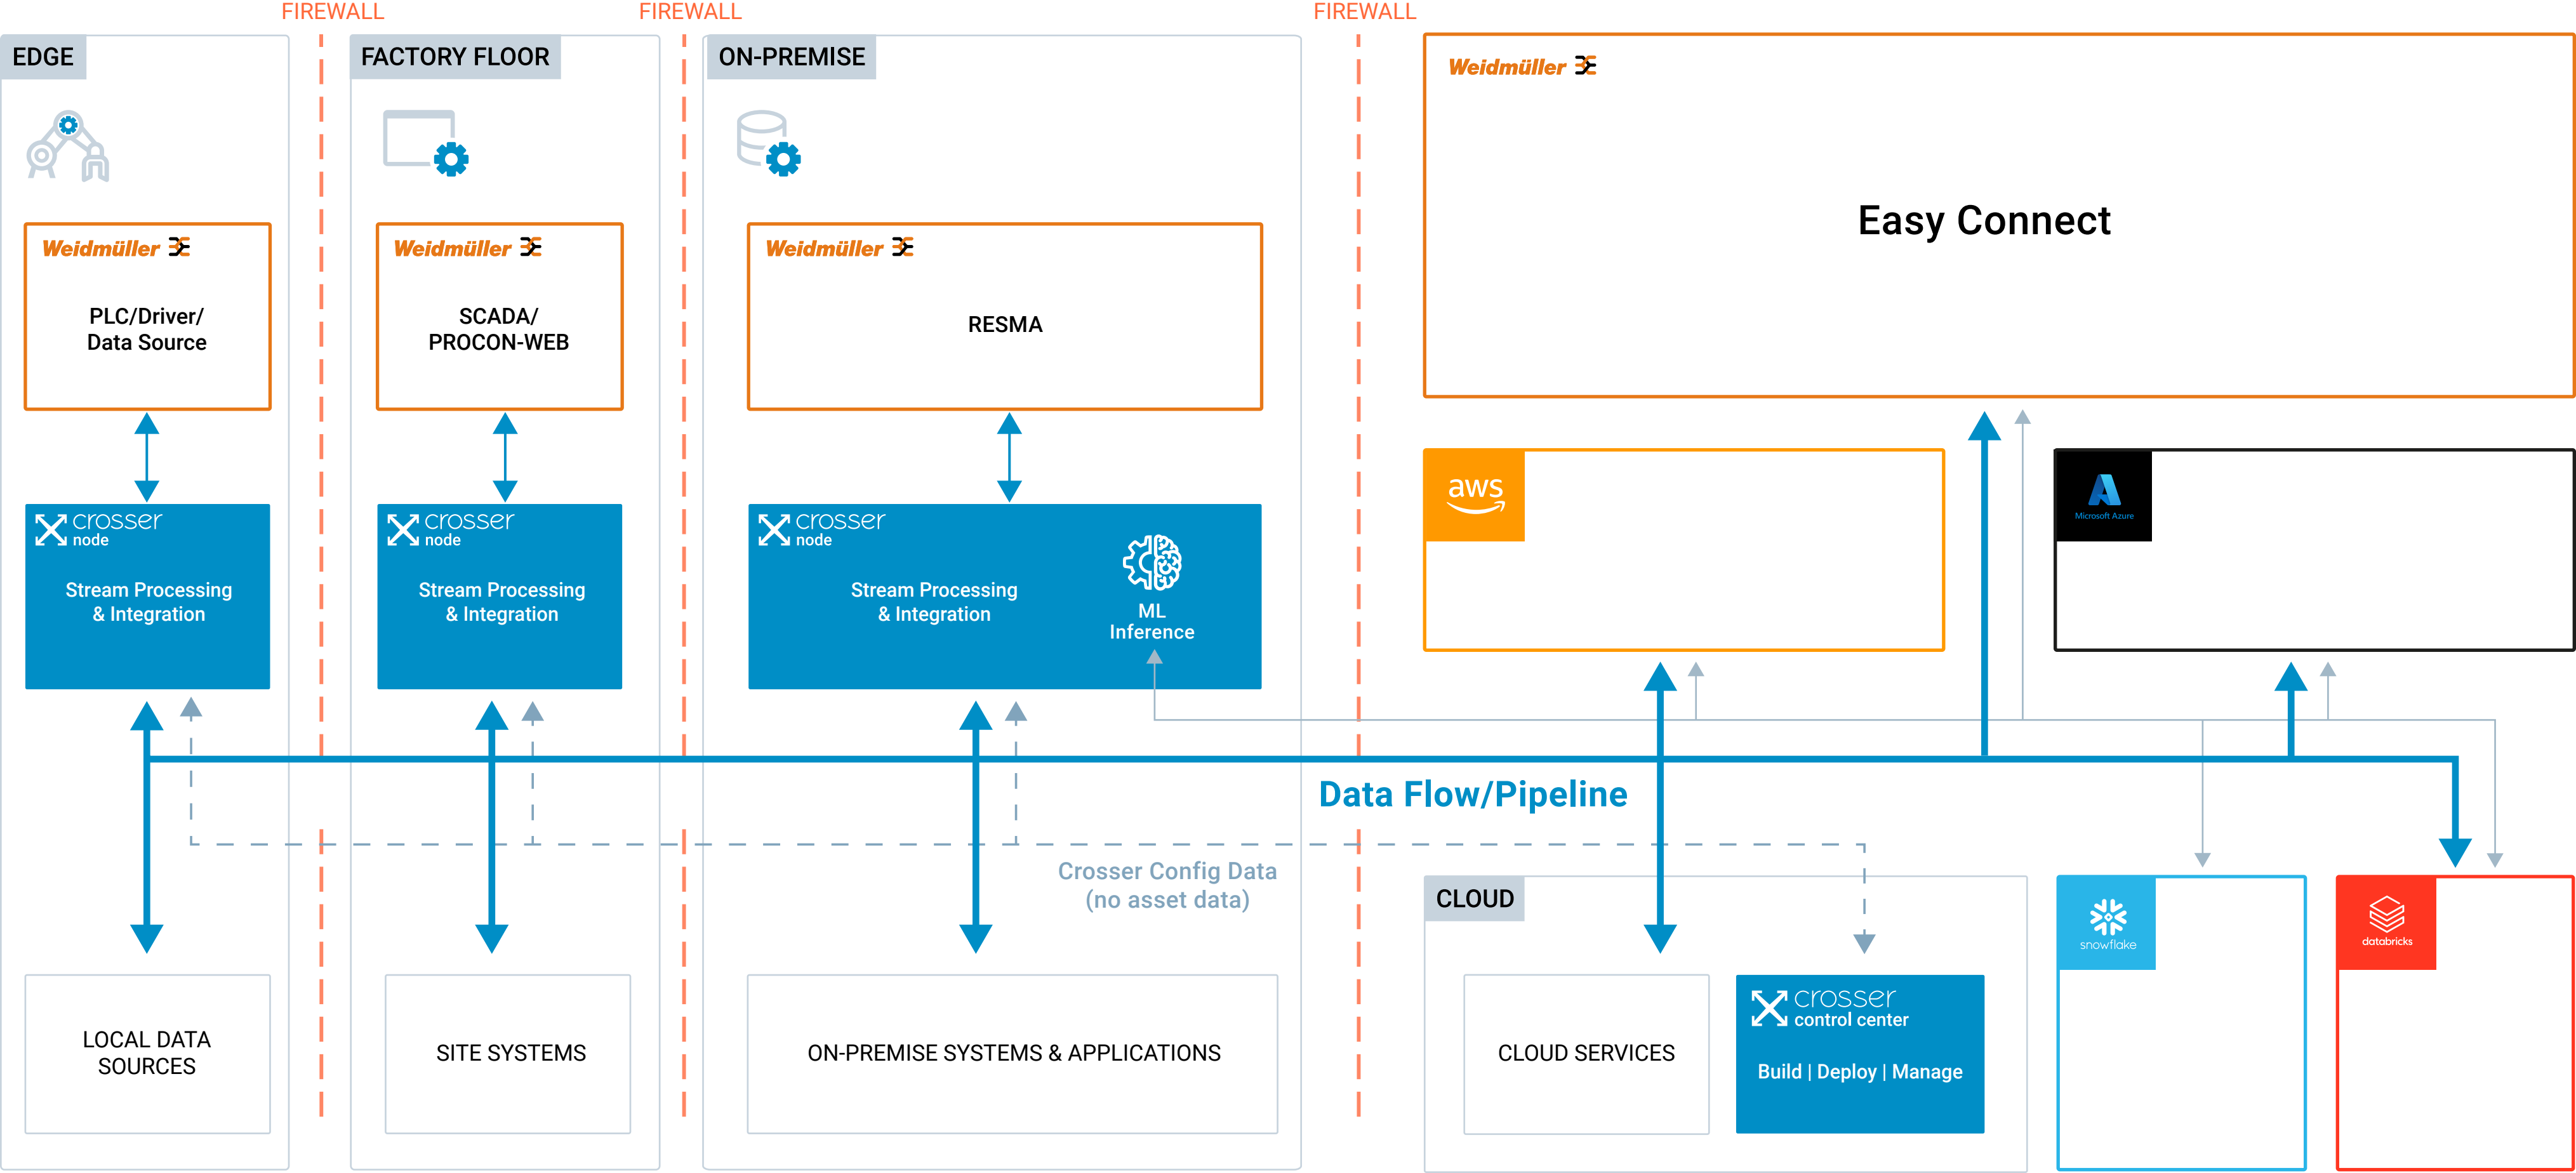 FIREWALL
FIREWALL
FIREWALL
EDGE
Weidmüller
PLC/Driver/
Data Source
crosser
node
Stream Processing
& Integration
LOCAL DATA
SOURCES
FACTORY FLOOR
Weidmüller
SCADA/
PROCON-WEB
crosser
node
Stream Processing
& Integration
SITE SYSTEMS
ON-PREMISE
Weidmüller
RESMA
crosser
node
Stream Processing
& Integration
ML
Inference
ON-PREMISE SYSTEMS & APPLICATIONS
Weidmüller
Easy Connect
aws
Microsoft Azure
Data Flow/Pipeline
Crosser Config Data
(no asset data)
CLOUD
CLOUD SERVICES
crosser
control center
Build | Deploy | Manage
snowflake
databricks